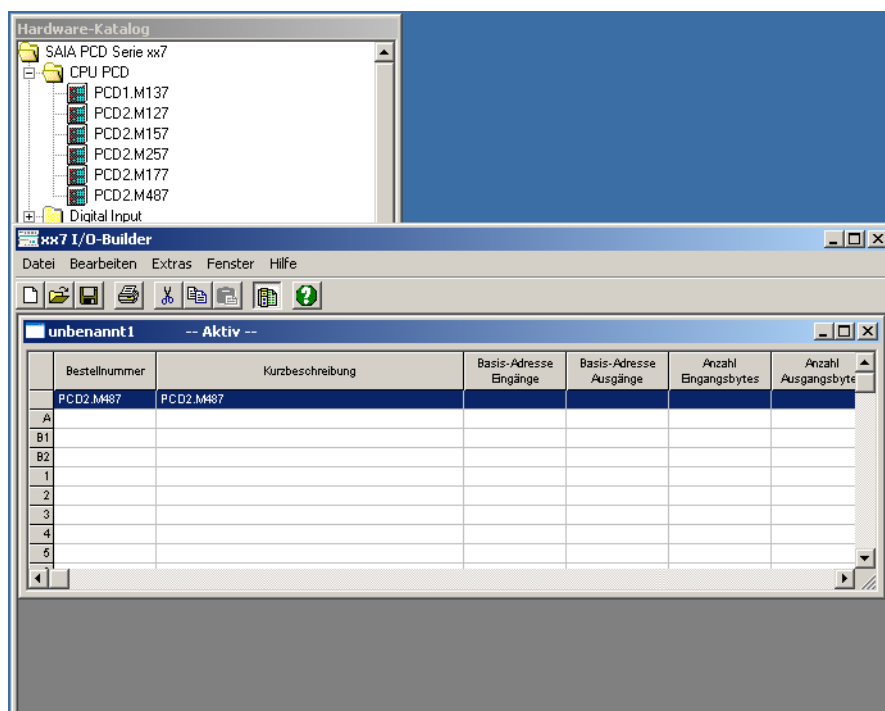 Hardware-Katalog
SAIA PCD Serie xx7
CPU PCD
PCD1.M137
PCD2.M127
PCD2.M157
PCD2.M257
PCD2.M177
PCD2.M487
Digital Input
xx7 I/O-Builder
Datei Bearbeiten Extras Fenster Hilfe
unbenannt1 -- Aktiv --
Bestellnummer Kurzbeschreibung Basis-Adresse Eingänge Basis-Adresse Ausgänge Anzahl Eingangsbytes Anzahl Ausgangsbyte
PCD2.M487 PCD2.M487
A
B1
B2
1
2
3
4
5